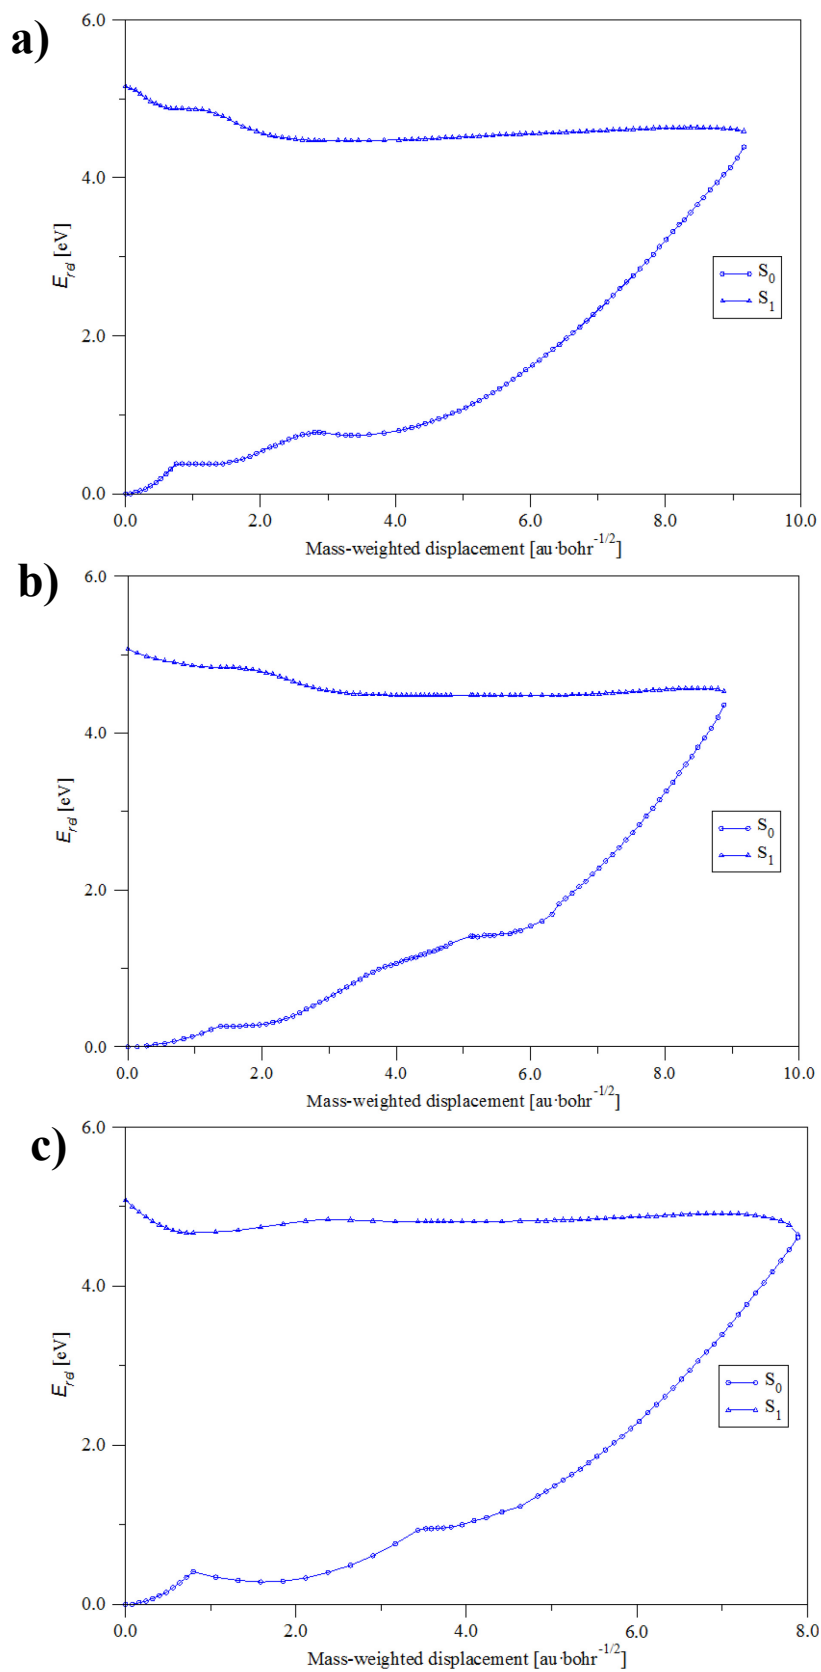 a)
6.0
4.0
2.0
0.0
E_rel [eV]
S₀
S₁
0.0 2.0 4.0 6.0 8.0 10.0
Mass-weighted displacement [au·bohr⁻¹/²]
b)
6.0
4.0
2.0
0.0
E_rel [eV]
S₀
S₁
0.0 2.0 4.0 6.0 8.0 10.0
Mass-weighted displacement [au·bohr⁻¹/²]
c)
6.0
4.0
2.0
0.0
E_rel [eV]
S₀
S₁
0.0 2.0 4.0 6.0 8.0
Mass-weighted displacement [au·bohr⁻¹/²]